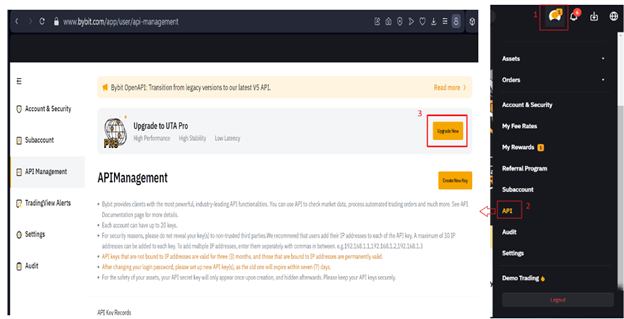 www.bybit.com/app/user/api-management
Bybit OpenAPI: Transition from legacy versions to our latest V5 API.
Read more >
Account & Security
Subaccount
API Management
TradingView Alerts
Settings
Audit
PRO
Upgrade to UTA Pro
High Performance High Stability Low Latency
3
Upgrade Now
APIManagement
Create New Key
• Bybit provides clients with the most powerful, industry-leading API functionalities. You can use API to check market data, process automated trading orders and much more. See API
Documentation page for more details.
• Each account can have up to 20 keys.
• For security reasons, please do not reveal your key(s) to non-trusted third parties.We recommend that users add their IP addresses to each of the API key. A maximum of 30 IP
addresses can be added to each key. To add multiple IP addresses, enter them seperately with commas in between. e.g.192.168.1.1,192.168.1.2,192.168.1.3
• API keys that are not bound to IP addresses are valid for three (3) months, and those that are bound to IP addresses are permanently valid.
• After changing your login password, please set up new API key(s), as the old one will expire within seven (7) days.
• For the safety of your assets, your API secret key will only appear once upon creation, and hidden afterwards. Please keep your API keys securely.
API Key Records
1
Assets
Orders
Account & Security
My Fee Rates
My Rewards
Referral Program
Subaccount
API
2
Audit
Settings
Demo Trading
Logout